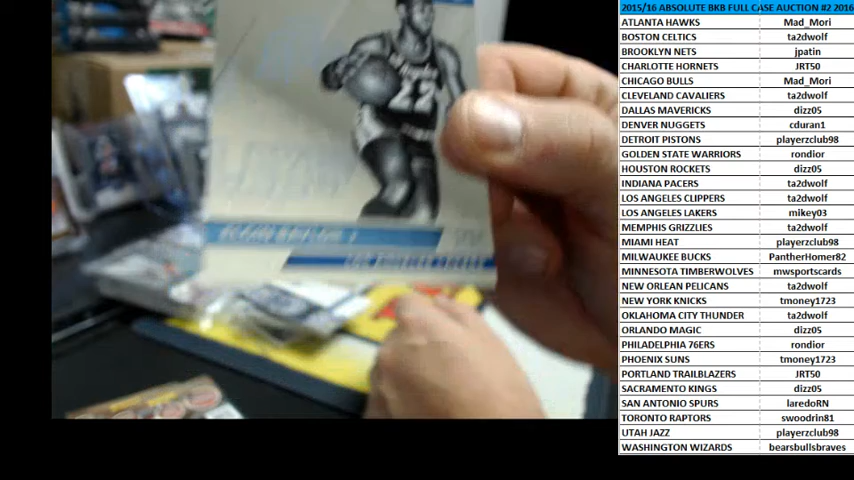 22
LOS ANGELES LAKERS
2015/16 ABSOLUTE BKB FULL CASE AUCTION #2 2016
ATLANTA HAWKS Mad_Mori
BOSTON CELTICS ta2dwolf
BROOKLYN NETS jpatin
CHARLOTTE HORNETS JRT50
CHICAGO BULLS Mad_Mori
CLEVELAND CAVALIERS ta2dwolf
DALLAS MAVERICKS dizz05
DENVER NUGGETS cduran1
DETROIT PISTONS playerzclub98
GOLDEN STATE WARRIORS rondior
HOUSTON ROCKETS dizz05
INDIANA PACERS ta2dwolf
LOS ANGELES CLIPPERS ta2dwolf
LOS ANGELES LAKERS mikey03
MEMPHIS GRIZZLIES ta2dwolf
MIAMI HEAT playerzclub98
MILWAUKEE BUCKS PantherHomer82
MINNESOTA TIMBERWOLVES mwsportscards
NEW ORLEAN PELICANS ta2dwolf
NEW YORK KNICKS tmoney1723
OKLAHOMA CITY THUNDER ta2dwolf
ORLANDO MAGIC dizz05
PHILADELPHIA 76ERS rondior
PHOENIX SUNS tmoney1723
PORTLAND TRAILBLAZERS JRT50
SACRAMENTO KINGS dizz05
SAN ANTONIO SPURS laredoRN
TORONTO RAPTORS swoodrin81
UTAH JAZZ playerzclub98
WASHINGTON WIZARDS bearsbullsbraves